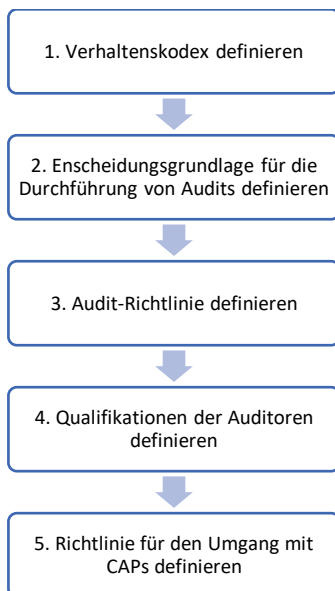 1. Verhaltenskodex definieren
2. Enscheidungsgrundlage für die
Durchführung von Audits definieren
3. Audit-Richtlinie definieren
4. Qualifikationen der Auditoren
definieren
5. Richtlinie für den Umgang mit
CAPs definieren